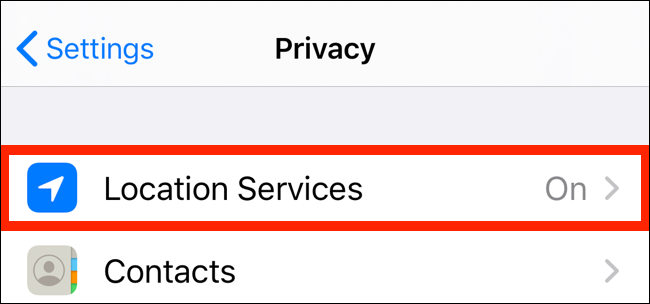 Settings Privacy
Location Services On
Contacts